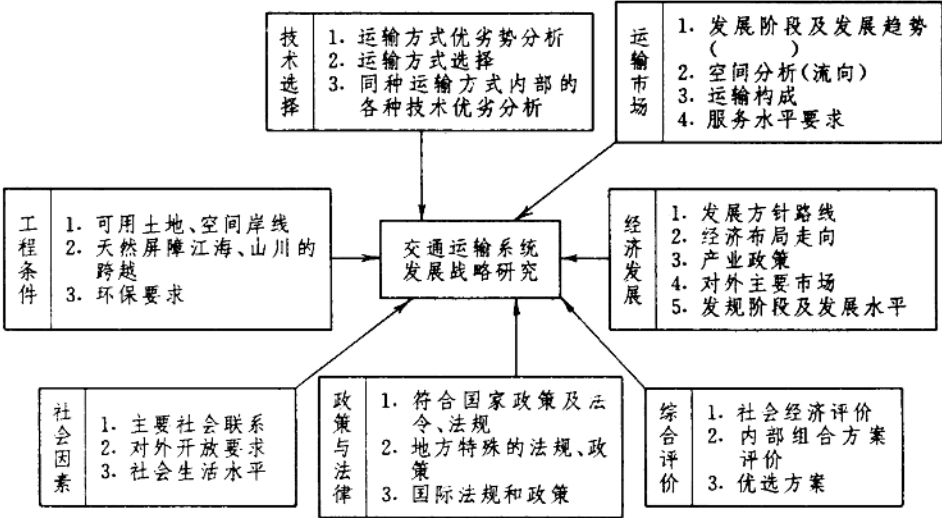 技术选择
1. 运输方式优劣势分析
2. 运输方式选择
3. 同种运输方式内部的
各种技术优劣分析
运输市场
1. 发展阶段及发展趋势
( )
2. 空间分析(流向)
3. 运输构成
4. 服务水平要求
工程条件
1. 可用土地、空间岸线
2. 天然屏障江海、山川的
跨越
3. 环保要求
交通运输系统
发展战略研究
经济发展
1. 发展方针路线
2. 经济布局走向
3. 产业政策
4. 对外主要市场
5. 发规阶段及发展水平
社会因素
1. 主要社会联系
2. 对外开放要求
3. 社会生活水平
政策与法律
1. 符合国家政策及法
令、法规
2. 地方特殊的法规、政
策
3. 国际法规和政策
综合评价
1. 社会经济评价
2. 内部组合方案
评价
3. 优选方案